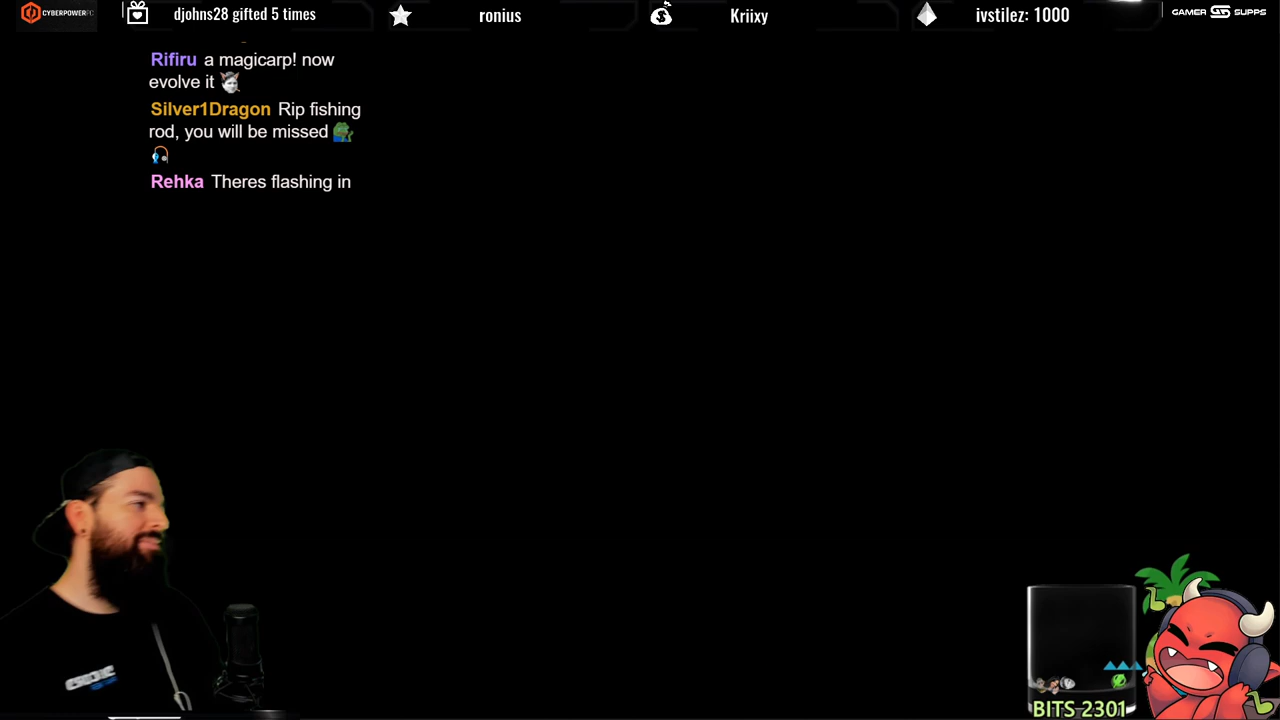 CYBERPOWERPC
djohns28 gifted 5 times
ronius
Kriixy
ivstilez: 1000
GAMER SUPPS
Rifiru a magicarp! now
evolve it
Silver1Dragon Rip fishing
rod, you will be missed
Rehka Theres flashing in
BITS 2301